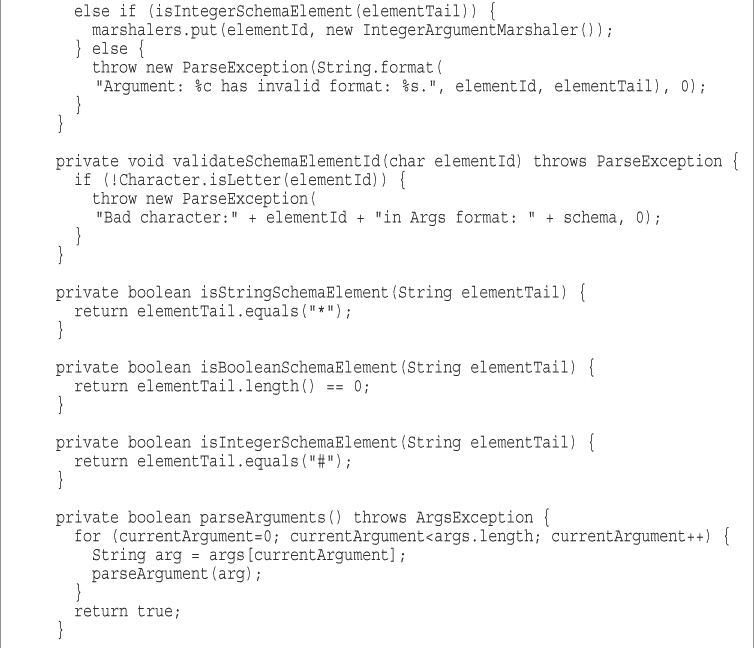 else if (isIntegerSchemaElement(elementTail)) {
marshalers.put(elementId, new IntegerArgumentMarshaler());
} else {
throw new ParseException(String.format(
"Argument: %c has invalid format: %s.", elementId, elementTail), 0);
}
}
private void validateSchemaElementId(char elementId) throws ParseException {
if (!Character.isLetter(elementId)) {
throw new ParseException(
"Bad character:" + elementId + "in Args format: " + schema, 0);
}
}
private boolean isStringSchemaElement(String elementTail) {
return elementTail.equals("*");
}
private boolean isBooleanSchemaElement(String elementTail) {
return elementTail.length() == 0;
}
private boolean isIntegerSchemaElement(String elementTail) {
return elementTail.equals("#");
}
private boolean parseArguments() throws ArgsException {
for (currentArgument=0; currentArgument<args.length; currentArgument++) {
String arg = args[currentArgument];
parseArgument(arg);
}
return true;
}